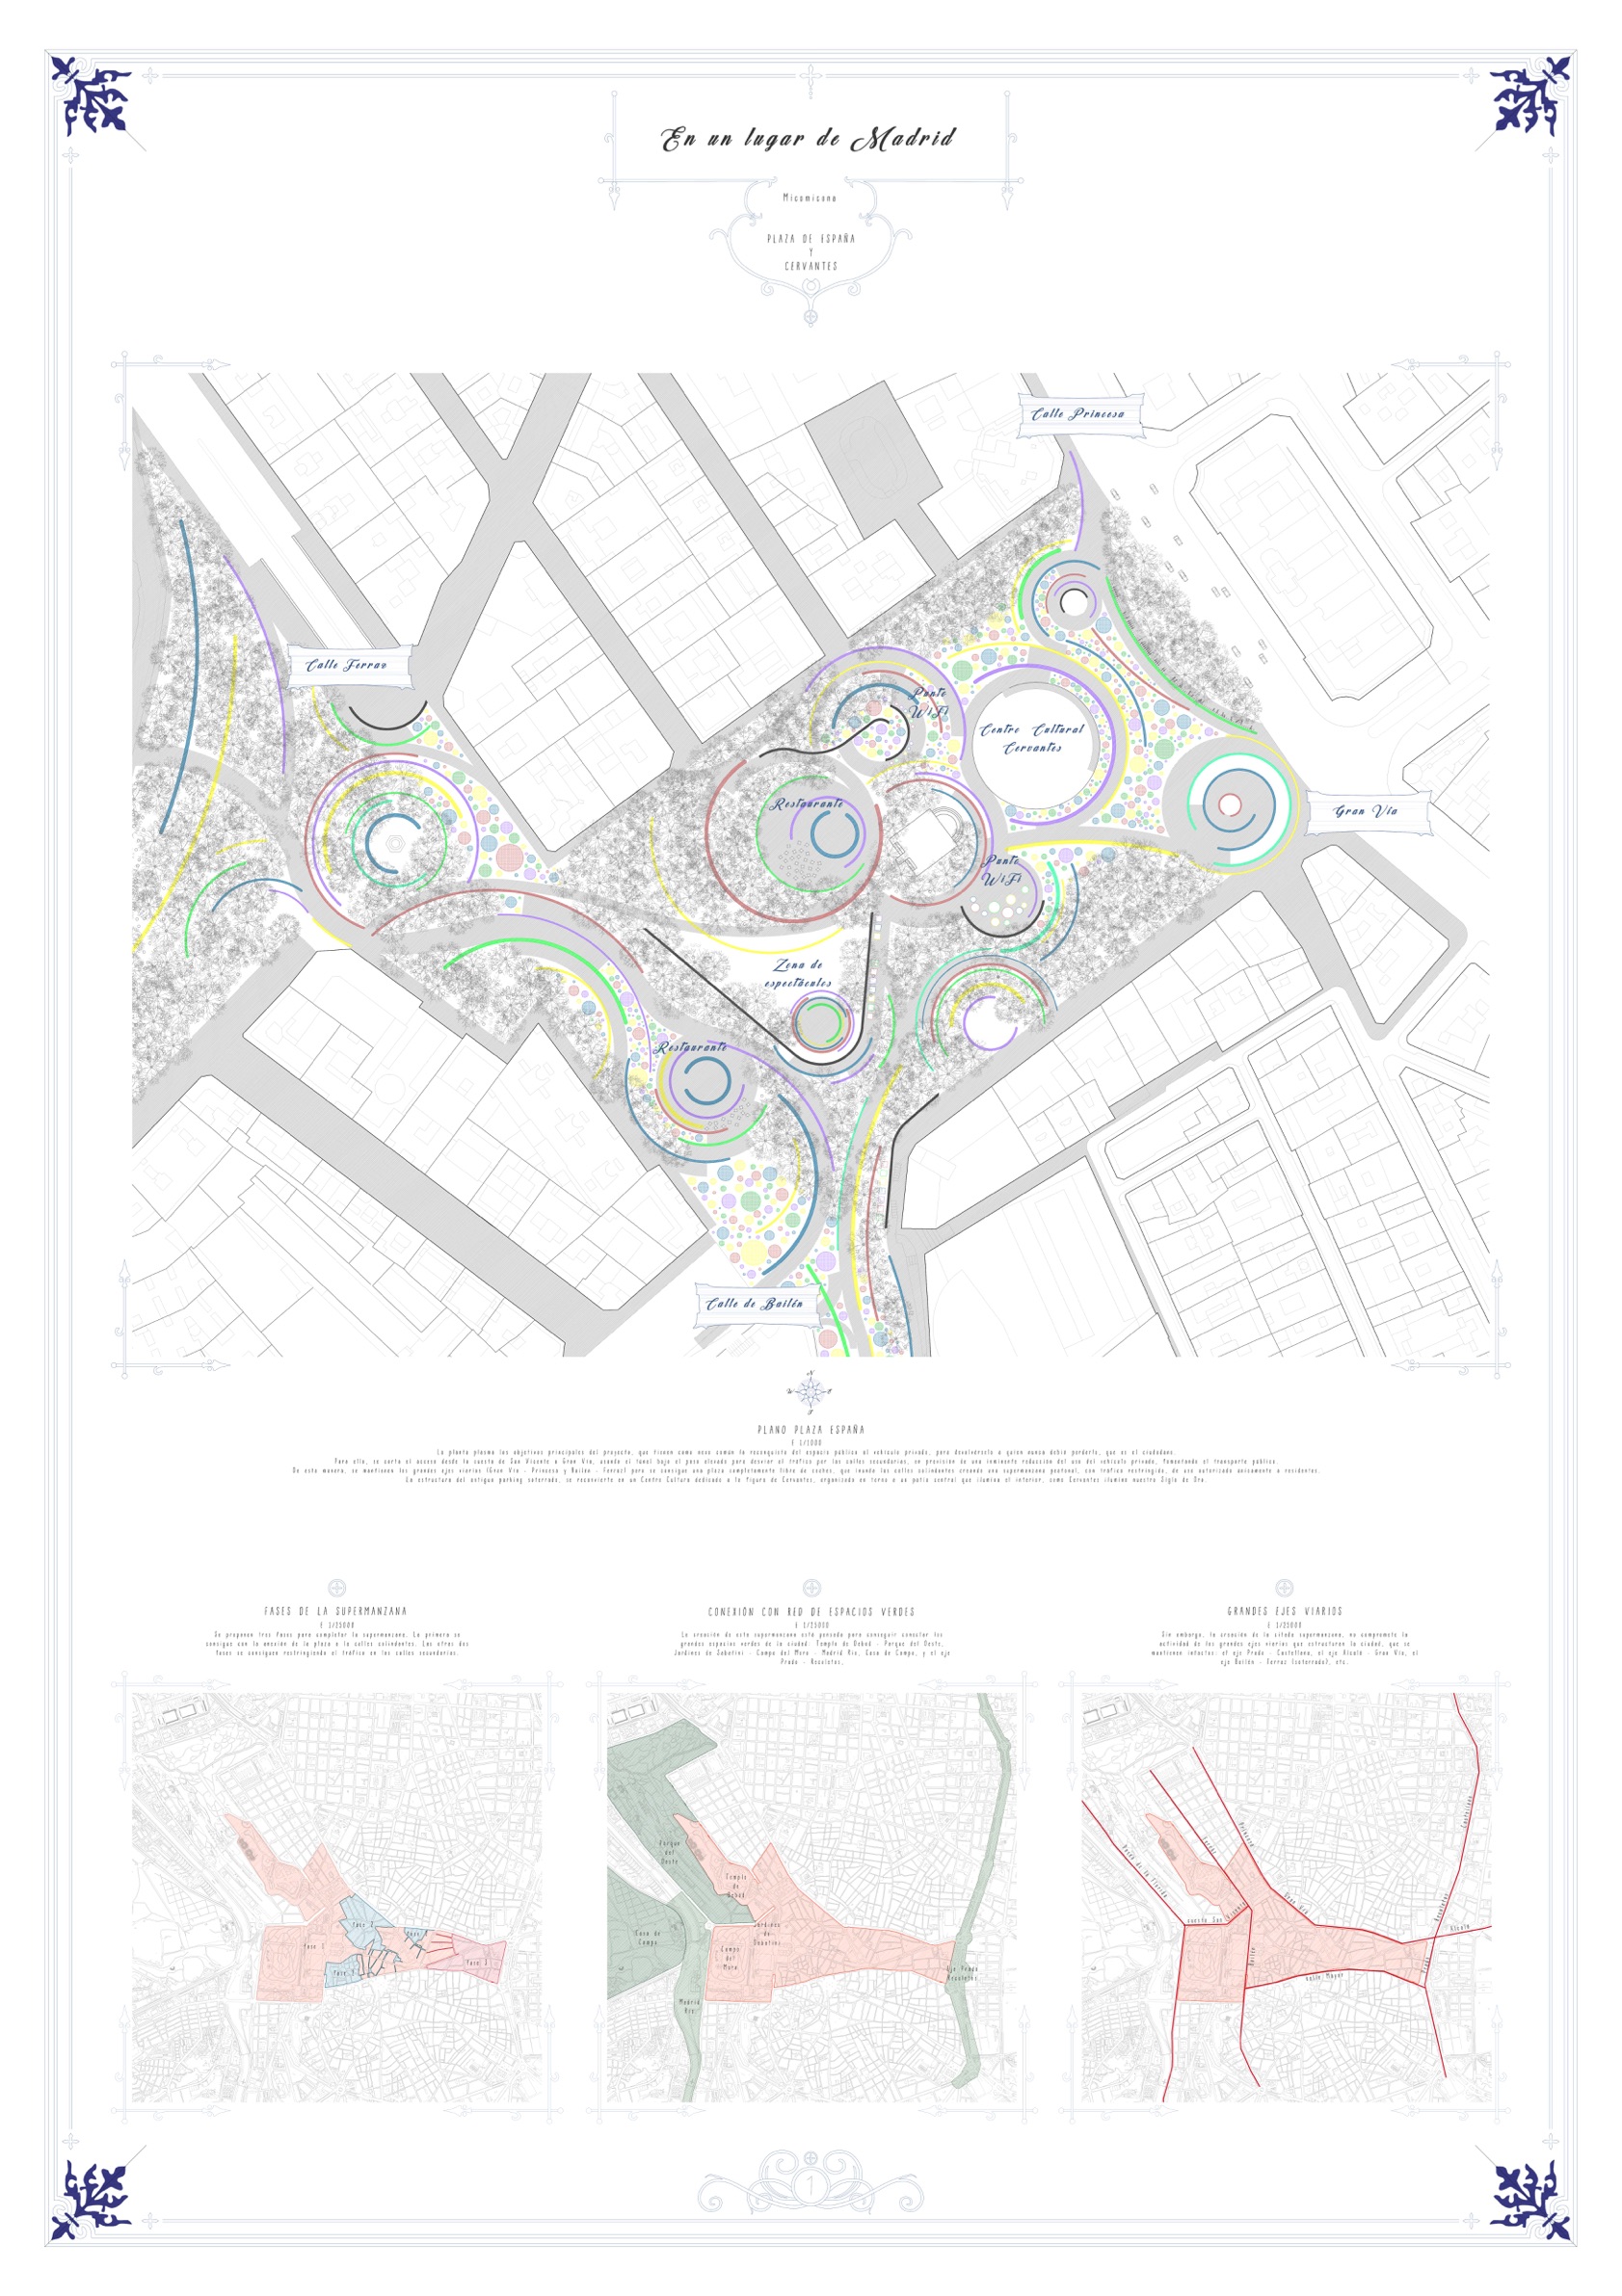 En un lugar de Madrid
Micomicona
PLAZA DE ESPAÑA
Y
CERVANTES
Calle Princesa
Calle Ferraz
Punto
WiFi
Centro Cultural
Cervantes
Restaurante
Gran Vía
Punto
WiFi
Zona de
espectáculos
Restaurante
Calle de Bailén
N
W
PLANO PLAZA ESPAÑA
E 1/1000
La planta plasma los objetivos principales del proyecto, que tienen como nexo común la reconquista del espacio público al vehículo privado, para devolvérselo a quien nunca debió perderlo, que es el ciudadano.
Para ello, se corta el acceso desde la cuesta de San Vicente a Gran Vía, usando el túnel bajo el paso elevado para desviar el tráfico por las calles secundarias, en previsión de una inminente reducción del uso del vehículo privado, fomentando el transporte público.
De esta manera, se mantienen los grandes ejes viarios (Gran Vía - Princesa y Bailén - Ferraz) pero se consigue una plaza completamente libre de coches, que invade las calles colindantes creando una supermanzana peatonal, con tráfico restringido, de uso autorizado únicamente a residentes.
La estructura del antiguo parking soterrado, se reconvierte en un Centro Cultura dedicado a la figura de Cervantes, organizado en torno a un patio central que ilumina el interior, como Cervantes ilumino nuestro Siglo de Oro.
FASES DE LA SUPERMANZANA
E 1/25000
Se proponen tres fases para completar la supermanzana. La primera se
consigue con la anexión de la plaza a la calles colindantes. Las otras dos
fases se consiguen restringiendo el tráfico en las calles secundarias.
CONEXIÓN CON RED DE ESPACIOS VERDES
E 1/25000
La creación de esta supermanzana está pensada para conseguir conectar los
grandes espacios verdes de la ciudad: Templo de Debod - Parque del Oeste,
Jardines de Sabatini - Campo del Moro - Madrid Río, Casa de Campo, y el eje
Prado - Recoletos.
GRANDES EJES VIARIOS
E 1/25000
Sin embargo, la creación de la citada supermanzana, no compromete la
actividad de los grandes ejes viarios que estructuran la ciudad, que se
mantienen intactos: el eje Prado - Castellana, el eje Alcalá - Gran Vía, el
eje Bailén - Ferraz (soterrado), etc.
Fase 2
Fase 1
Fase 3
Parque
del
Oeste
Templo
de
Debod
Casa de
Campo
Jardines
de
Sabatini
Campo
del
Moro
Madrid
Río
Eje Prado
Recoletos
Paseo de la Florida
Ferraz
Princesa
Gran Vía
Cuesta San Vicente
Bailén
Calle Mayor
Castellana
Recoletos
Alcalá
Prado
1